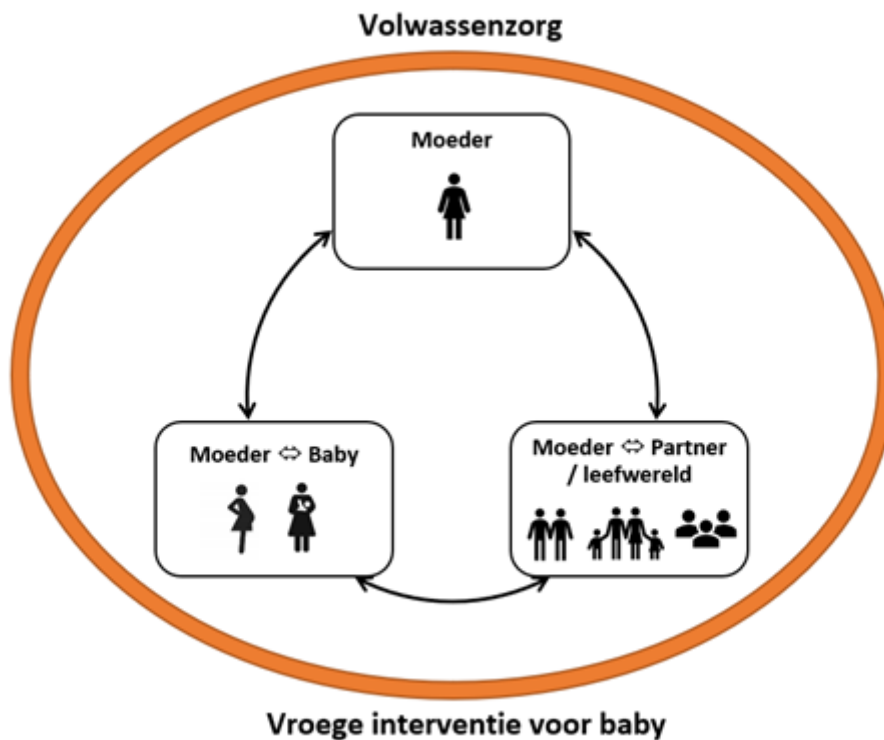 Volwassenzorg
Moeder
Moeder ⇔ Baby
Moeder ⇔ Partner
/ leefwereld
Vroege interventie voor baby